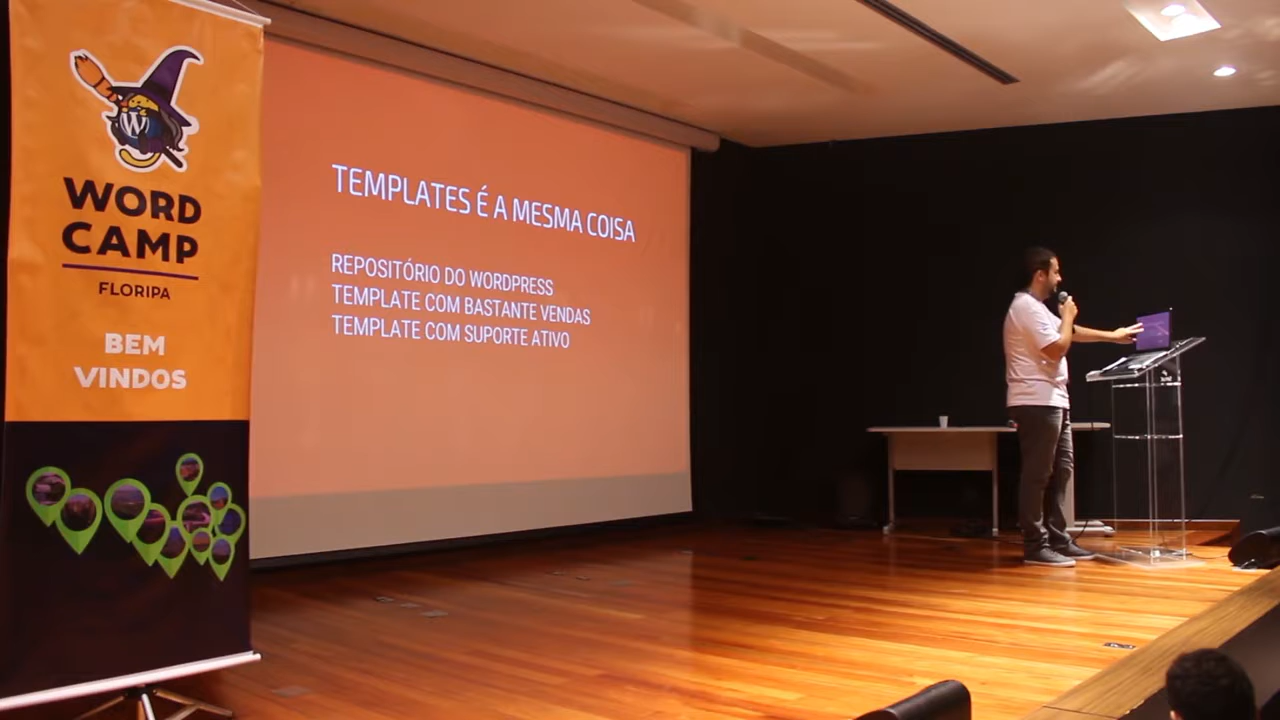 W
WORD
CAMP
FLORIPA
BEM
VINDOS
TEMPLATES É A MESMA COISA
REPOSITÓRIO DO WORDPRESS
TEMPLATE COM BASTANTE VENDAS
TEMPLATE COM SUPORTE ATIVO